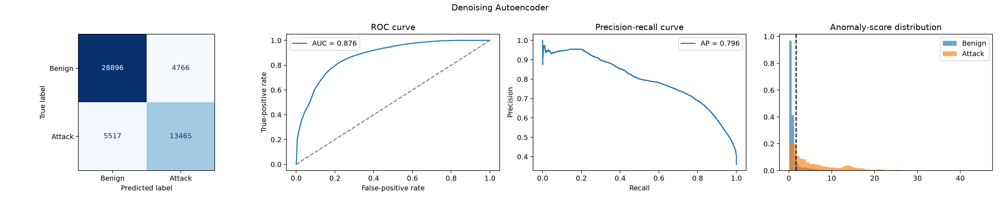 Denoising Autoencoder
True label
Benign
Attack
28896
4766
5517
13465
Benign
Attack
Predicted label
ROC curve
True-positive rate
1.0
0.8
0.6
0.4
0.2
0.0
AUC = 0.876
0.0
0.2
0.4
0.6
0.8
1.0
False-positive rate
Precision-recall curve
Precision
1.0
0.9
0.8
0.7
0.6
0.5
0.4
AP = 0.796
0.0
0.2
0.4
0.6
0.8
1.0
Recall
Anomaly-score distribution
1.0
0.8
0.6
0.4
0.2
0.0
Benign
Attack
0
10
20
30
40